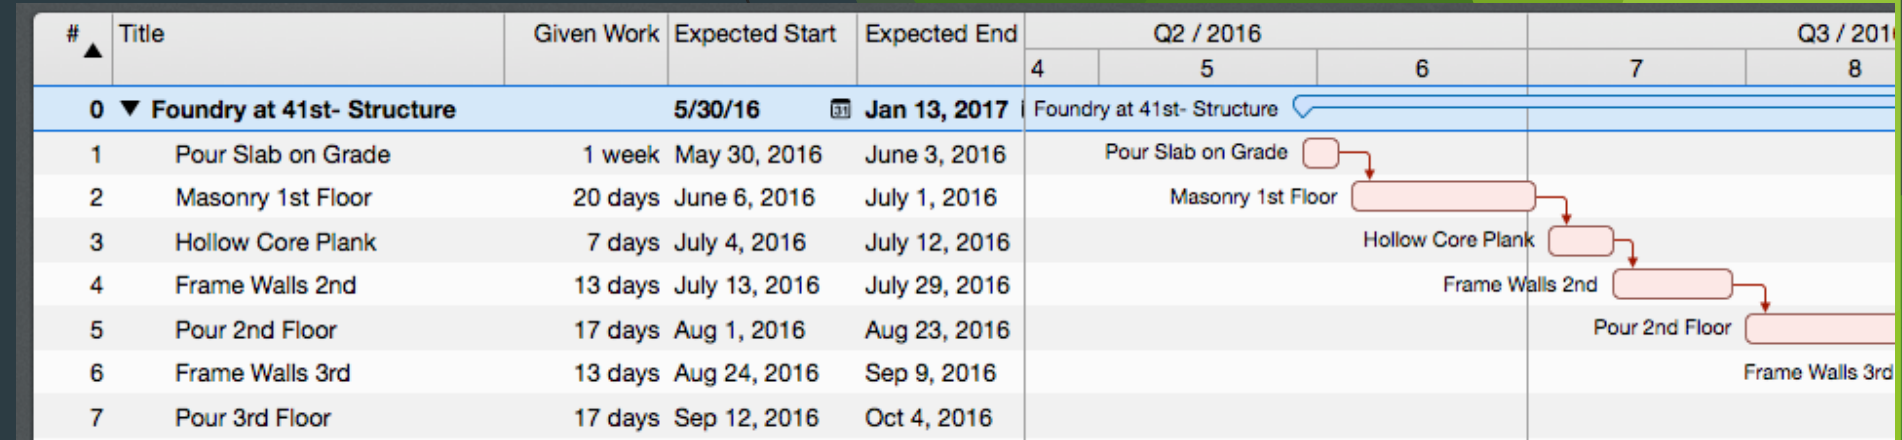 # Title Given Work Expected Start Expected End Q2 / 2016 Q3 / 201
4 5 6 7 8
0 Foundry at 41st- Structure 5/30/16 31 Jan 13, 2017 Foundry at 41st- Structure
1 Pour Slab on Grade 1 week May 30, 2016 June 3, 2016 Pour Slab on Grade
2 Masonry 1st Floor 20 days June 6, 2016 July 1, 2016 Masonry 1st Floor
3 Hollow Core Plank 7 days July 4, 2016 July 12, 2016 Hollow Core Plank
4 Frame Walls 2nd 13 days July 13, 2016 July 29, 2016 Frame Walls 2nd
5 Pour 2nd Floor 17 days Aug 1, 2016 Aug 23, 2016 Pour 2nd Floor
6 Frame Walls 3rd 13 days Aug 24, 2016 Sep 9, 2016 Frame Walls 3rd
7 Pour 3rd Floor 17 days Sep 12, 2016 Oct 4, 2016